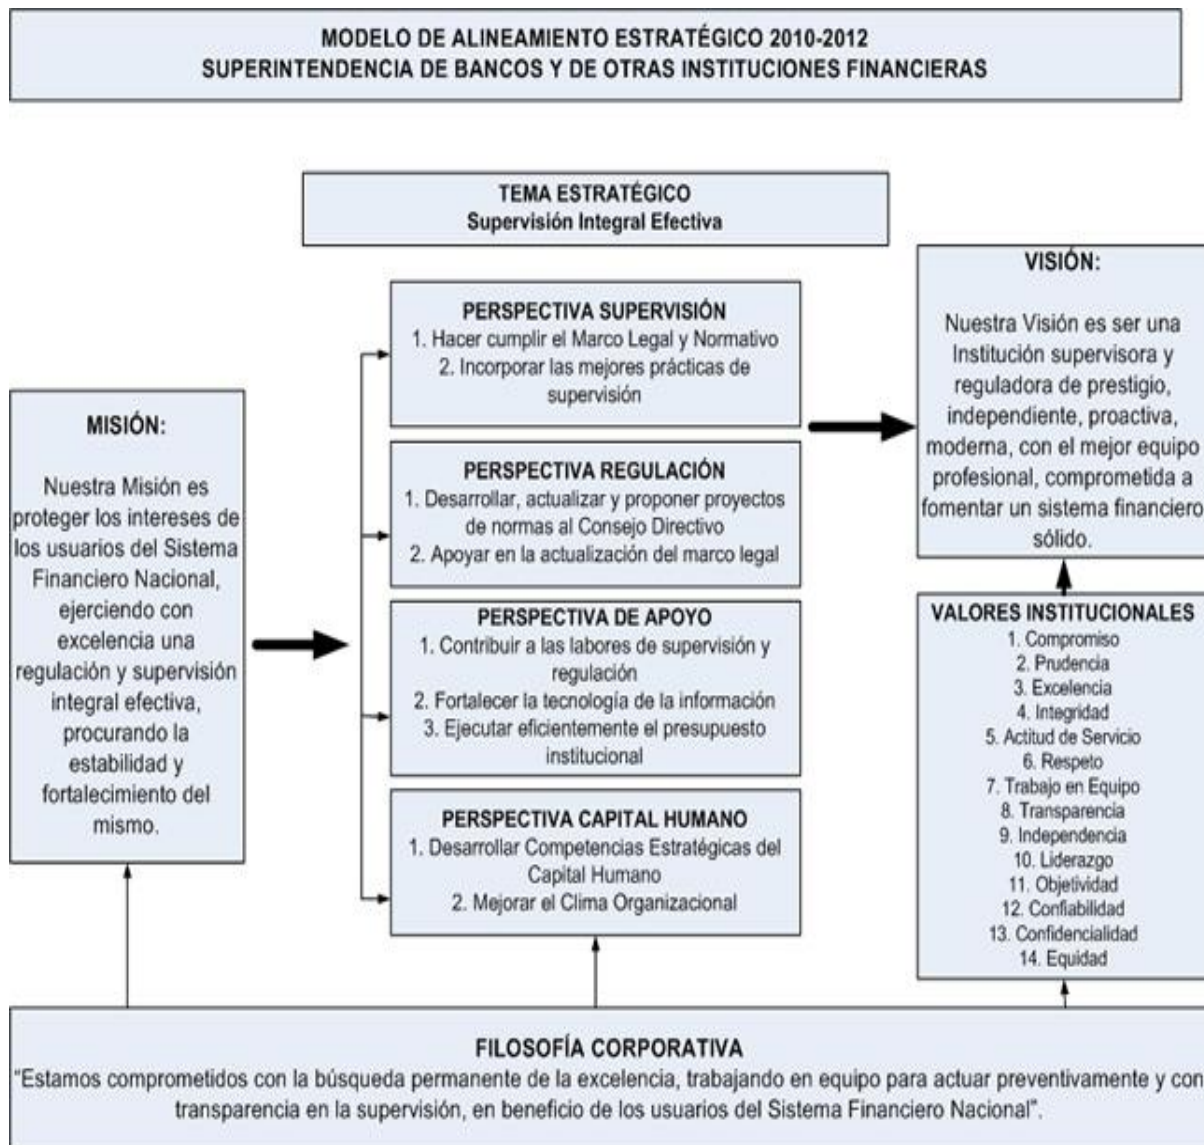 MODELO DE ALINEAMIENTO ESTRATÉGICO 2010-2012
SUPERINTENDENCIA DE BANCOS Y DE OTRAS INSTITUCIONES FINANCIERAS
TEMA ESTRATÉGICO
Supervisión Integral Efectiva
MISIÓN:
Nuestra Misión es
proteger los intereses de
los usuarios del Sistema
Financiero Nacional,
ejerciendo con
excelencia una
regulación y supervisión
integral efectiva,
procurando la
estabilidad y
fortalecimiento del
mismo.
PERSPECTIVA SUPERVISIÓN
1. Hacer cumplir el Marco Legal y Normativo
2. Incorporar las mejores prácticas de
supervisión
PERSPECTIVA REGULACIÓN
1. Desarrollar, actualizar y proponer proyectos
de normas al Consejo Directivo
2. Apoyar en la actualización del marco legal
PERSPECTIVA DE APOYO
1. Contribuir a las labores de supervisión y
regulación
2. Fortalecer la tecnología de la información
3. Ejecutar eficientemente el presupuesto
institucional
PERSPECTIVA CAPITAL HUMANO
1. Desarrollar Competencias Estratégicas del
Capital Humano
2. Mejorar el Clima Organizacional
VISIÓN:
Nuestra Visión es ser una
Institución supervisora y
reguladora de prestigio,
independiente, proactiva,
moderna, con el mejor equipo
profesional, comprometida a
fomentar un sistema financiero
sólido.
VALORES INSTITUCIONALES
1. Compromiso
2. Prudencia
3. Excelencia
4. Integridad
5. Actitud de Servicio
6. Respeto
7. Trabajo en Equipo
8. Transparencia
9. Independencia
10. Liderazgo
11. Objetividad
12. Confiabilidad
13. Confidencialidad
14. Equidad
FILOSOFÍA CORPORATIVA
"Estamos comprometidos con la búsqueda permanente de la excelencia, trabajando en equipo para actuar preventivamente y con
transparencia en la supervisión, en beneficio de los usuarios del Sistema Financiero Nacional".